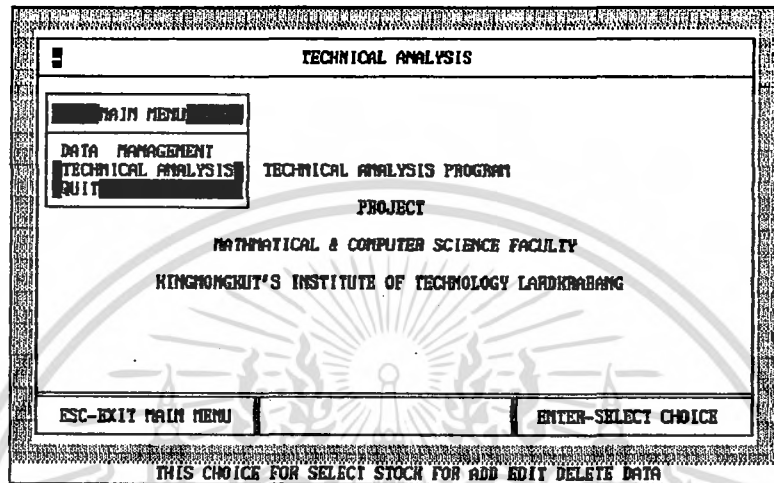 TECHNICAL ANALYSIS
MAIN MENU
DATA MANAGEMENT
TECHNICAL ANALYSIS
QUIT
TECHNICAL ANALYSIS PROGRAM
PROJECT
MATHMATICAL & COMPUTER SCIENCE FACULTY
KINGMONGKUT'S INSTITUTE OF TECHNOLOGY LARDKRABANG
ESC-EXIT MAIN MENU
ENTER-SELECT CHOICE
THIS CHOICE FOR SELECT STOCK FOR ADD EDIT DELETE DATA